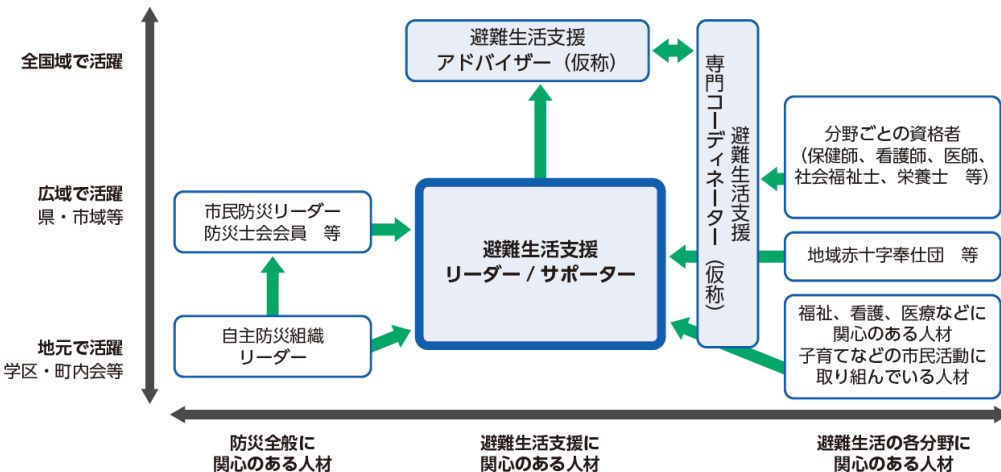 全国域で活躍
広域で活躍
県・市域等
地元で活躍
学区・町内会等
避難生活支援
アドバイザー（仮称）
避難生活支援
専門コーディネーター（仮称）
分野ごとの資格者
（保健師、看護師、医師、
社会福祉士、栄養士　等）
市民防災リーダー
防災士会会員　等
避難生活支援
リーダー / サポーター
地域赤十字奉仕団　等
自主防災組織
リーダー
福祉、看護、医療などに
関心のある人材
子育てなどの市民活動に
取り組んでいる人材
防災全般に
関心のある人材
避難生活支援に
関心のある人材
避難生活の各分野に
関心のある人材